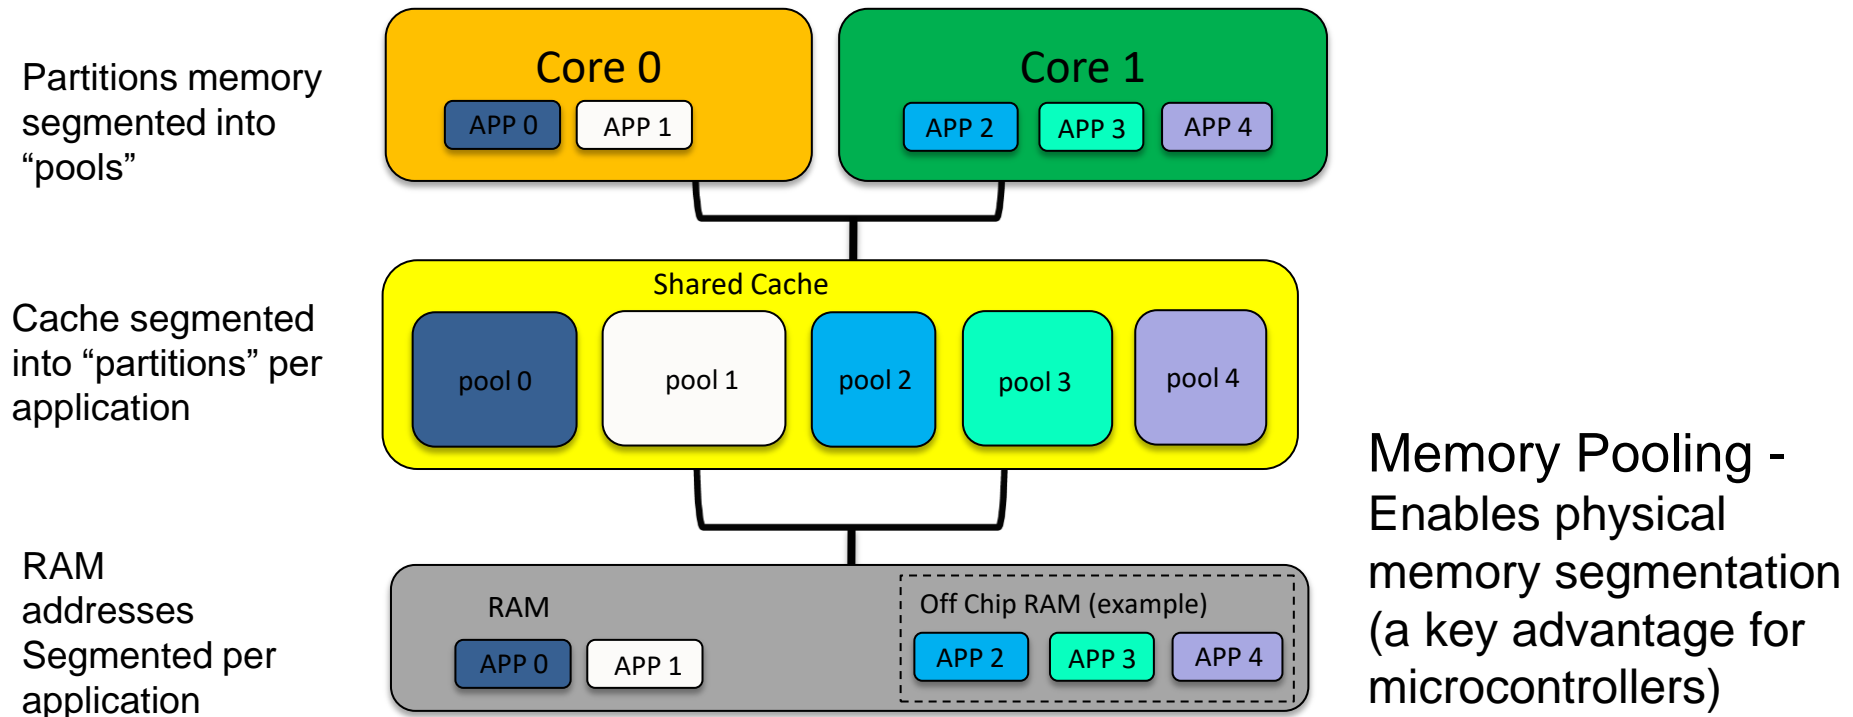 Partitions memory
segmented into
“pools”
Core 0
APP 0
APP 1
Core 1
APP 2
APP 3
APP 4
Cache segmented
into “partitions” per
application
Shared Cache
pool 0
pool 1
pool 2
pool 3
pool 4
RAM
addresses
Segmented per
application
RAM
APP 0
APP 1
Off Chip RAM (example)
APP 2
APP 3
APP 4
Memory Pooling -
Enables physical
memory segmentation
(a key advantage for
microcontrollers)